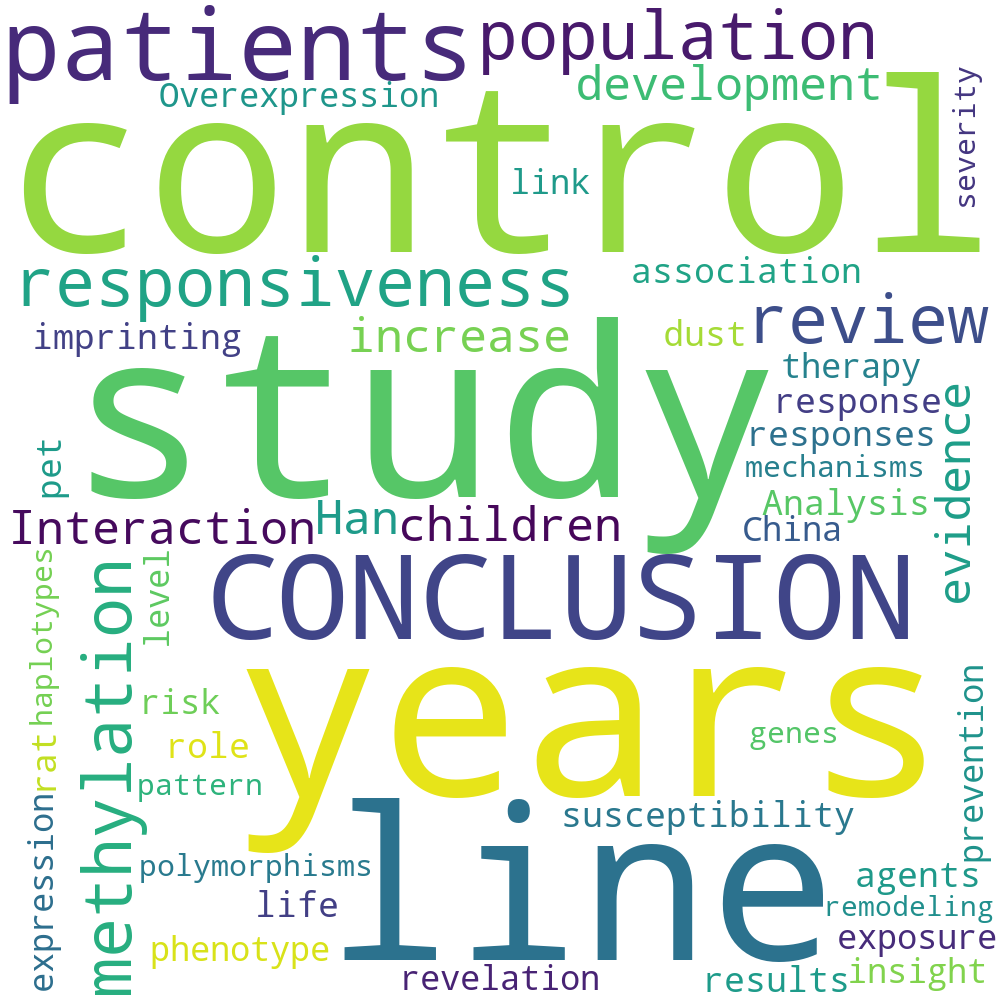 patients
population
Overexpression
development
severity
control
link
responsiveness
association
imprinting
increase
dust
review
therapy
study
response
responses
evidence
pet
mechanisms
Analysis
Interaction
Han
children
China
haplotypes
methylation
level
CONCLUSION
years
risk
prevention
role
genes
rat
pattern
expression
line
susceptibility
polymorphisms
agents
life
remodeling
exposure
phenotype
insight
revelation
results